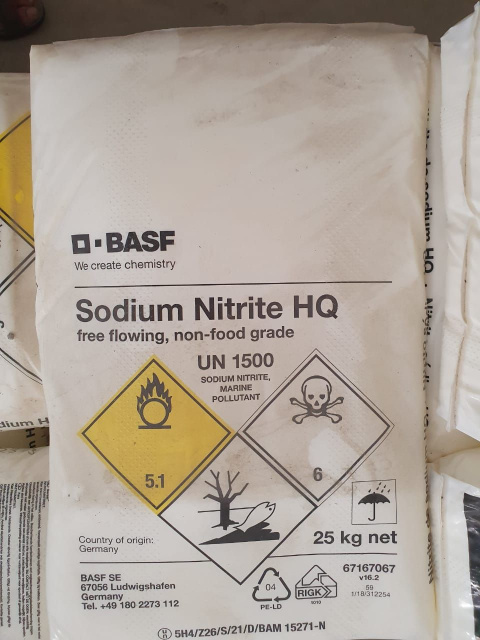 BASF
We create chemistry
Sodium Nitrite HQ
free flowing, non-food grade
UN 1500
SODIUM NITRITE,
MARINE
POLLUTANT
5.1
6
Country of origin:
Germany
25 kg net
BASF SE
67056 Ludwigshafen
Germany
Tel. +49 180 2273 112
04
PE-LD
RIGK
67167067
v16.2
5H4/Z26/S/21/D/BAM 15271-N
dium H